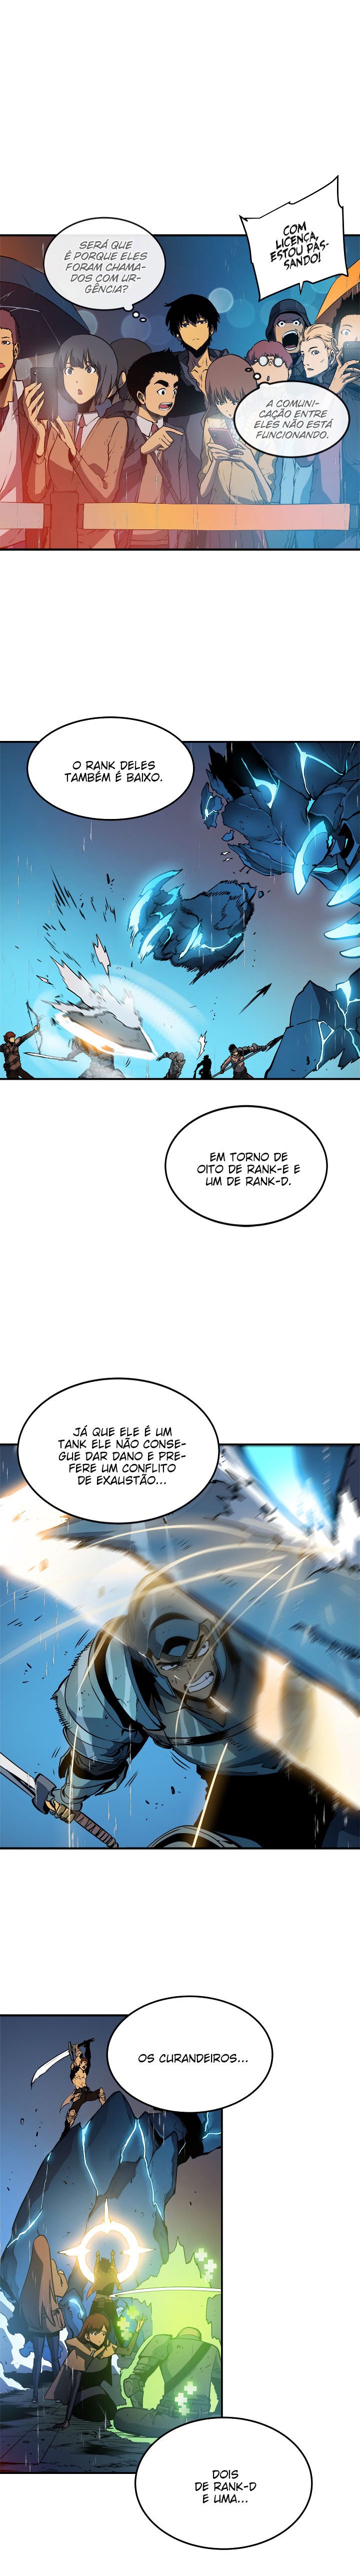 COM
LICENÇA,
ESTOU PAS-
SANDO!
SERÁ QUE
É PORQUE ELES
FORAM CHAMA-
DOS COM UR-
GÊNCIA?
A COMUNI-
CAÇÃO ENTRE
ELES NÃO ESTÁ
FUNCIONANDO.
O RANK DELES
TAMBÉM É BAIXO.
EM TORNO DE
OITO DE RANK-E E
UM DE RANK-D.
JÁ QUE ELE É UM
TANK ELE NÃO CONSE-
GUE DAR DANO E PRE-
FERE UM CONFLITO
DE EXAUSTÃO...
OS CURANDEIROS...
DOIS
DE RANK-D
E UMA...